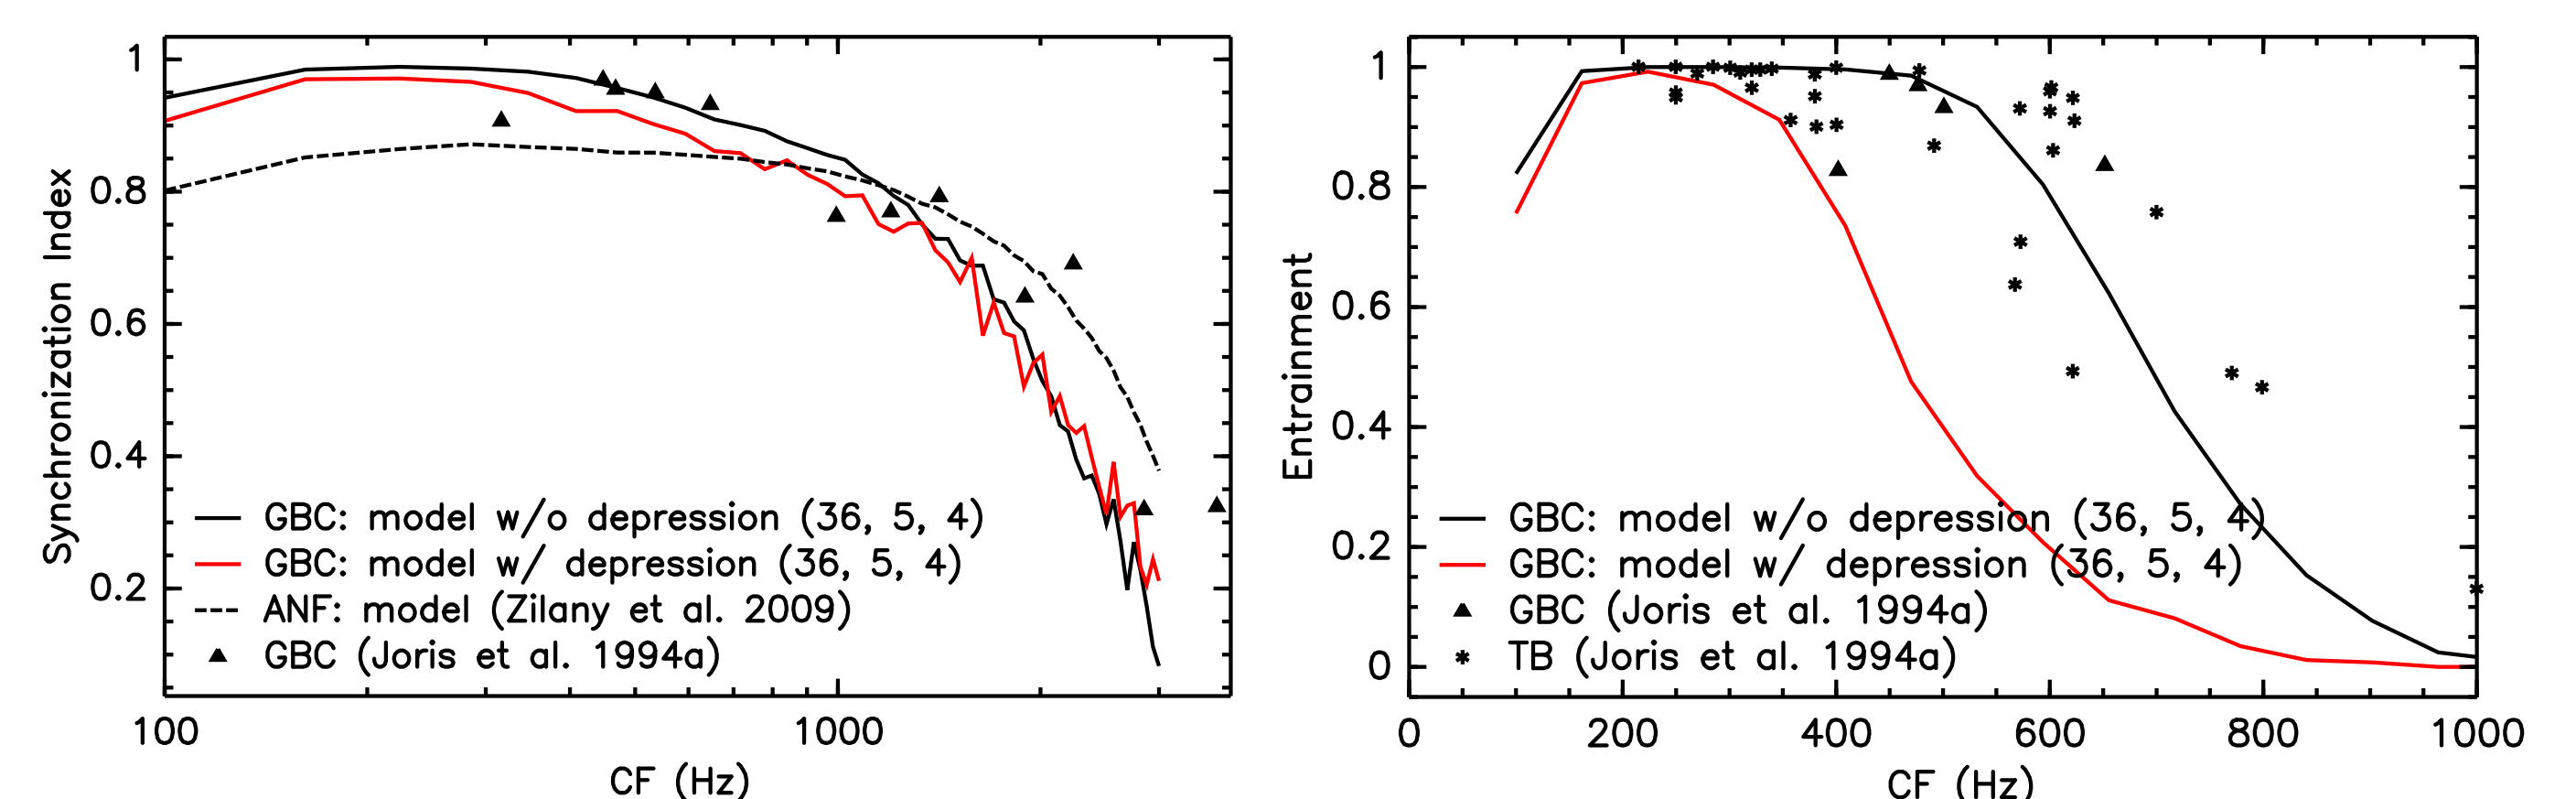 1
0.8
0.6
0.4
0.2
Synchronization Index
GBC: model w/o depression (36, 5, 4)
GBC: model w/ depression (36, 5, 4)
ANF: model (Zilany et al. 2009)
GBC (Joris et al. 1994a)
100 1000
CF (Hz)
1
0.8
0.6
0.4
0.2
0
Entrainment
GBC: model w/o depression (36, 5, 4)
GBC: model w/ depression (36, 5, 4)
GBC (Joris et al. 1994a)
TB (Joris et al. 1994a)
0 200 400 600 800 1000
CF (Hz)